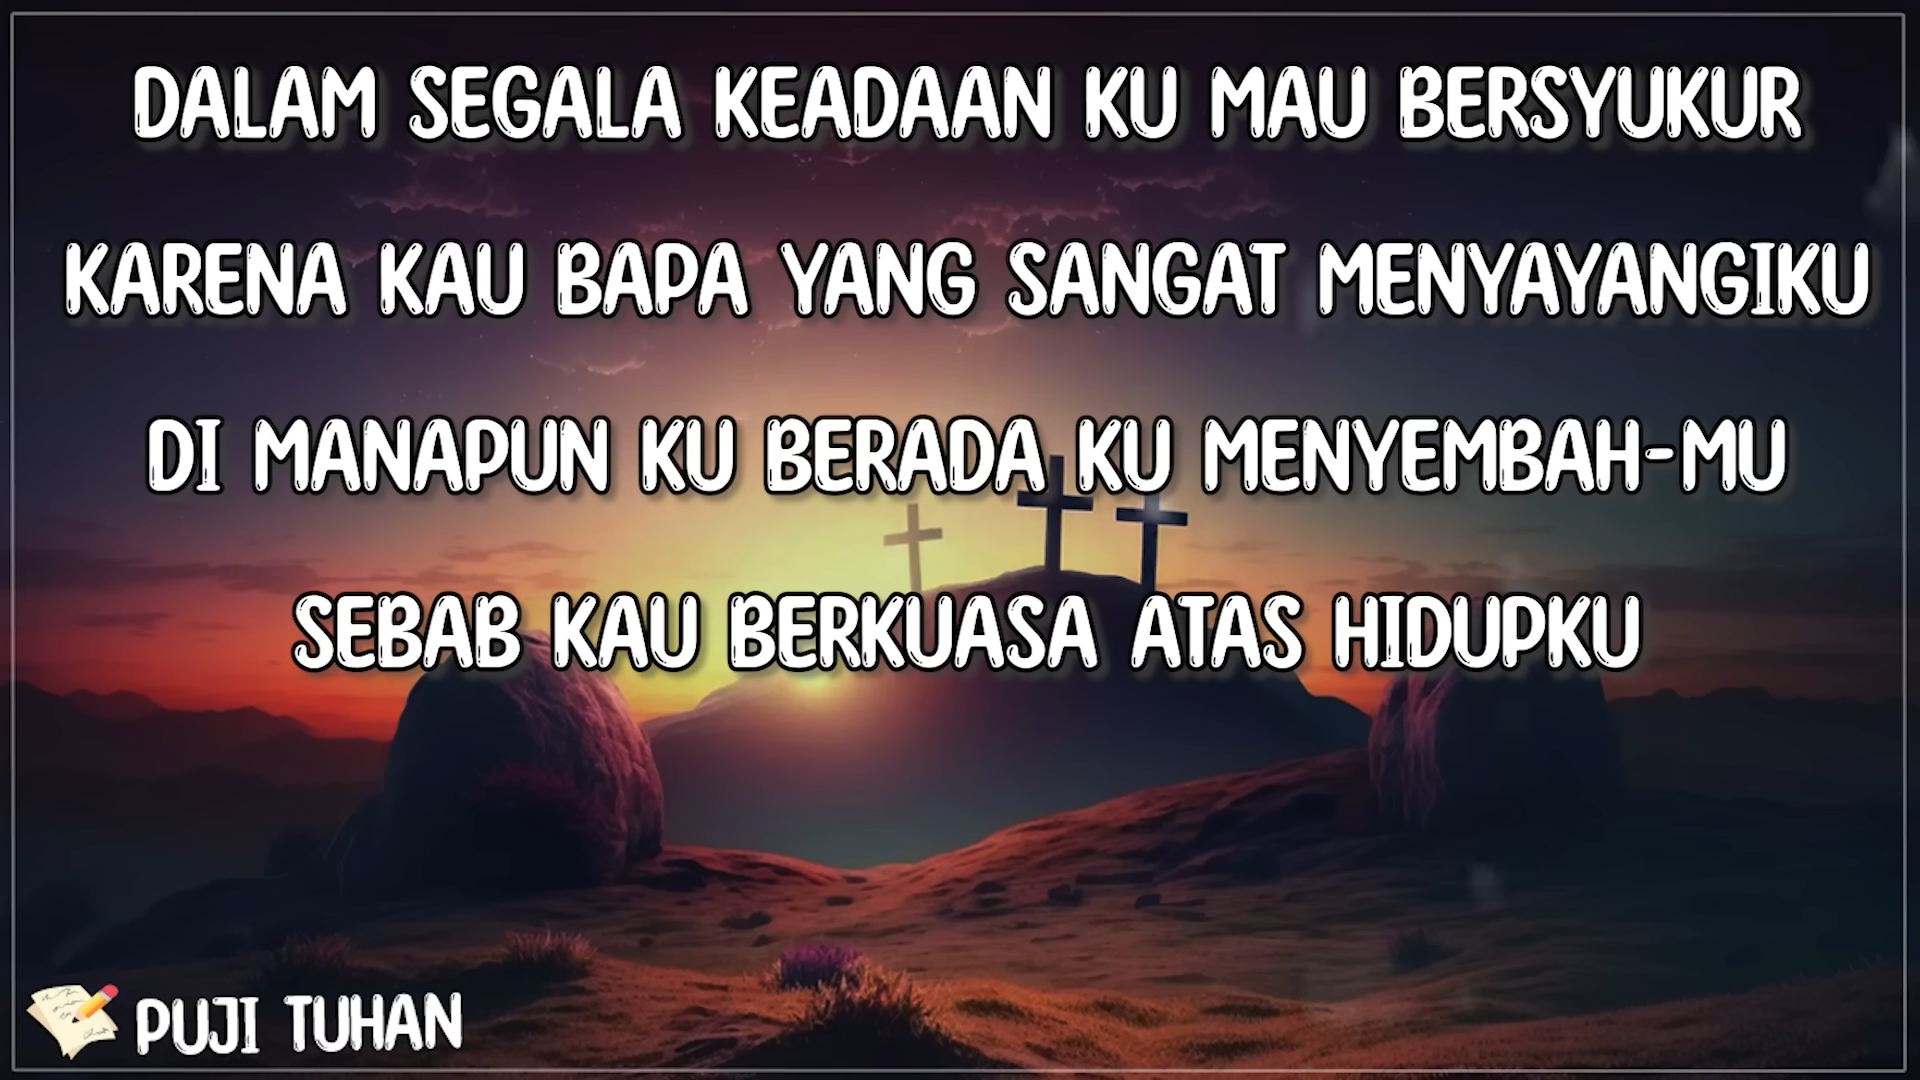 DALAM SEGALA KEADAAN KU MAU BERSYUKUR
KARENA KAU BAPA YANG SANGAT MENYAYANGIKU
DI MANAPUN KU BERADA KU MENYEMBAH-MU
SEBAB KAU BERKUASA ATAS HIDUPKU
PUJI TUHAN